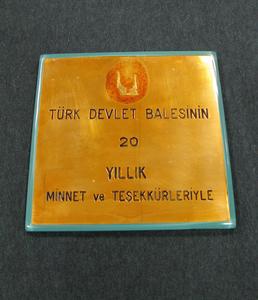 TÜRK DEVLET BALESİNİN
20
YILLIK
MİNNET ve TEŞEKKÜRLERİYLE